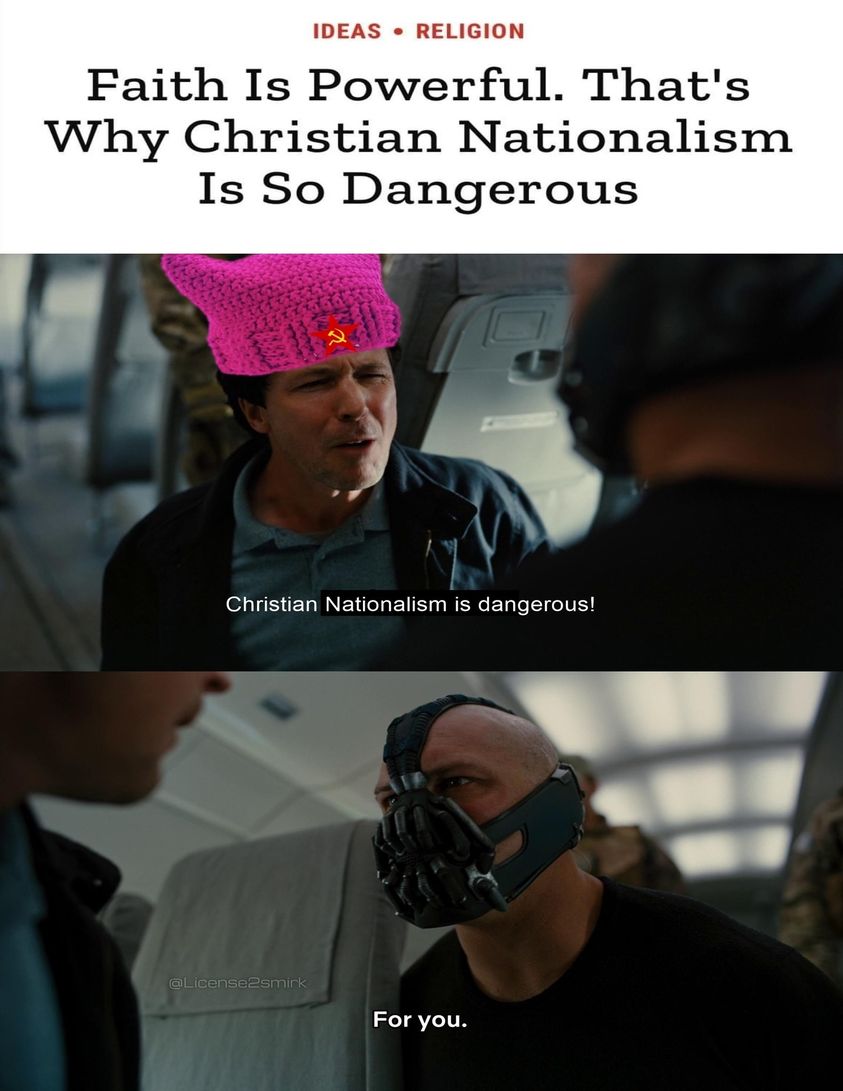 IDEAS • RELIGION
Faith Is Powerful. That's
Why Christian Nationalism
Is So Dangerous
Christian Nationalism is dangerous!
@License2smirk
For you.